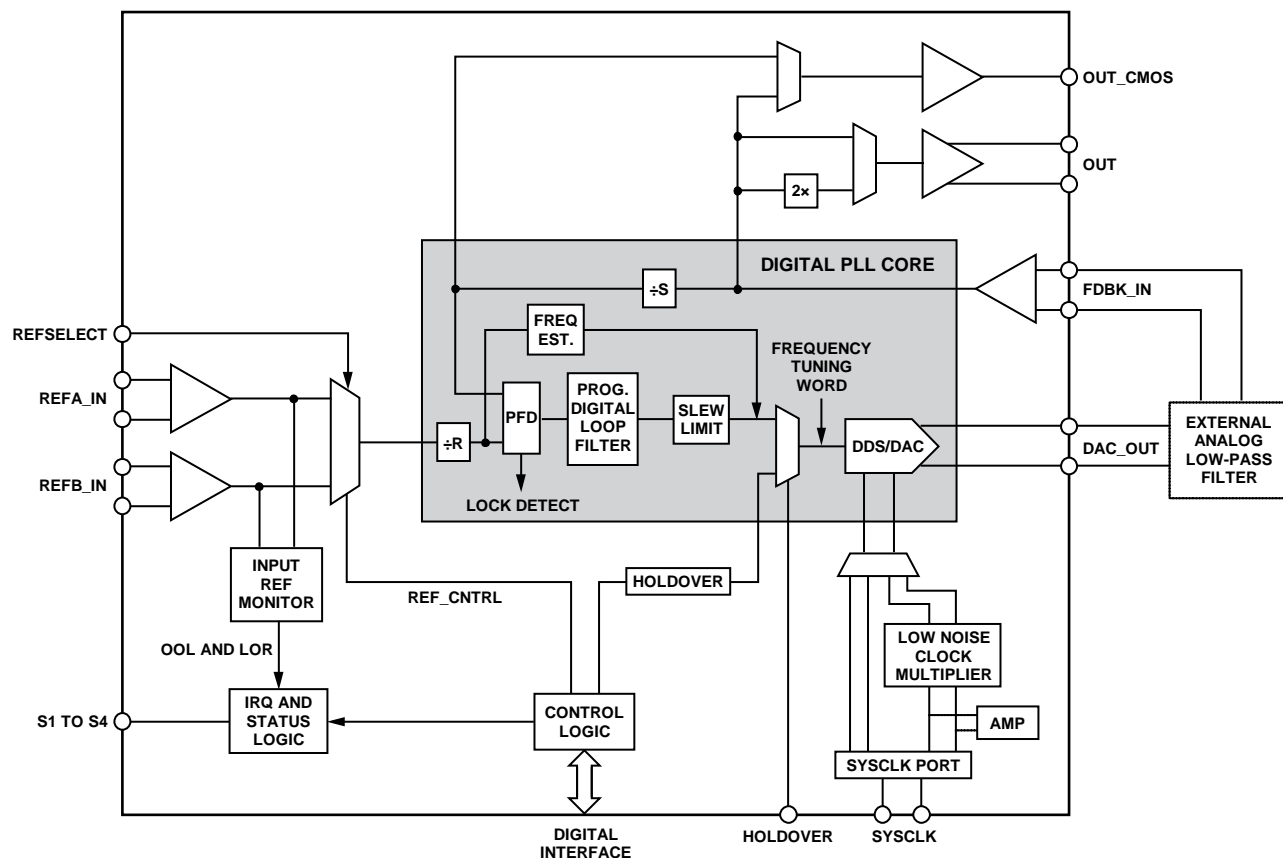 OUT_CMOS
OUT
2×
DIGITAL PLL CORE
÷S
FDBK_IN
REFSELECT
FREQ
EST.
FREQUENCY
TUNING
WORD
REFA_IN
PFD
PROG.
DIGITAL
LOOP
FILTER
SLEW
LIMIT
÷R
DDS/DAC
DAC_OUT
EXTERNAL
ANALOG
LOW-PASS
FILTER
REFB_IN
LOCK DETECT
INPUT
REF
MONITOR
REF_CNTRL
HOLDOVER
OOL AND LOR
LOW NOISE
CLOCK
MULTIPLIER
S1 TO S4
IRQ AND
STATUS
LOGIC
CONTROL
LOGIC
AMP
SYSCLK PORT
DIGITAL
INTERFACE
HOLDOVER
SYSCLK